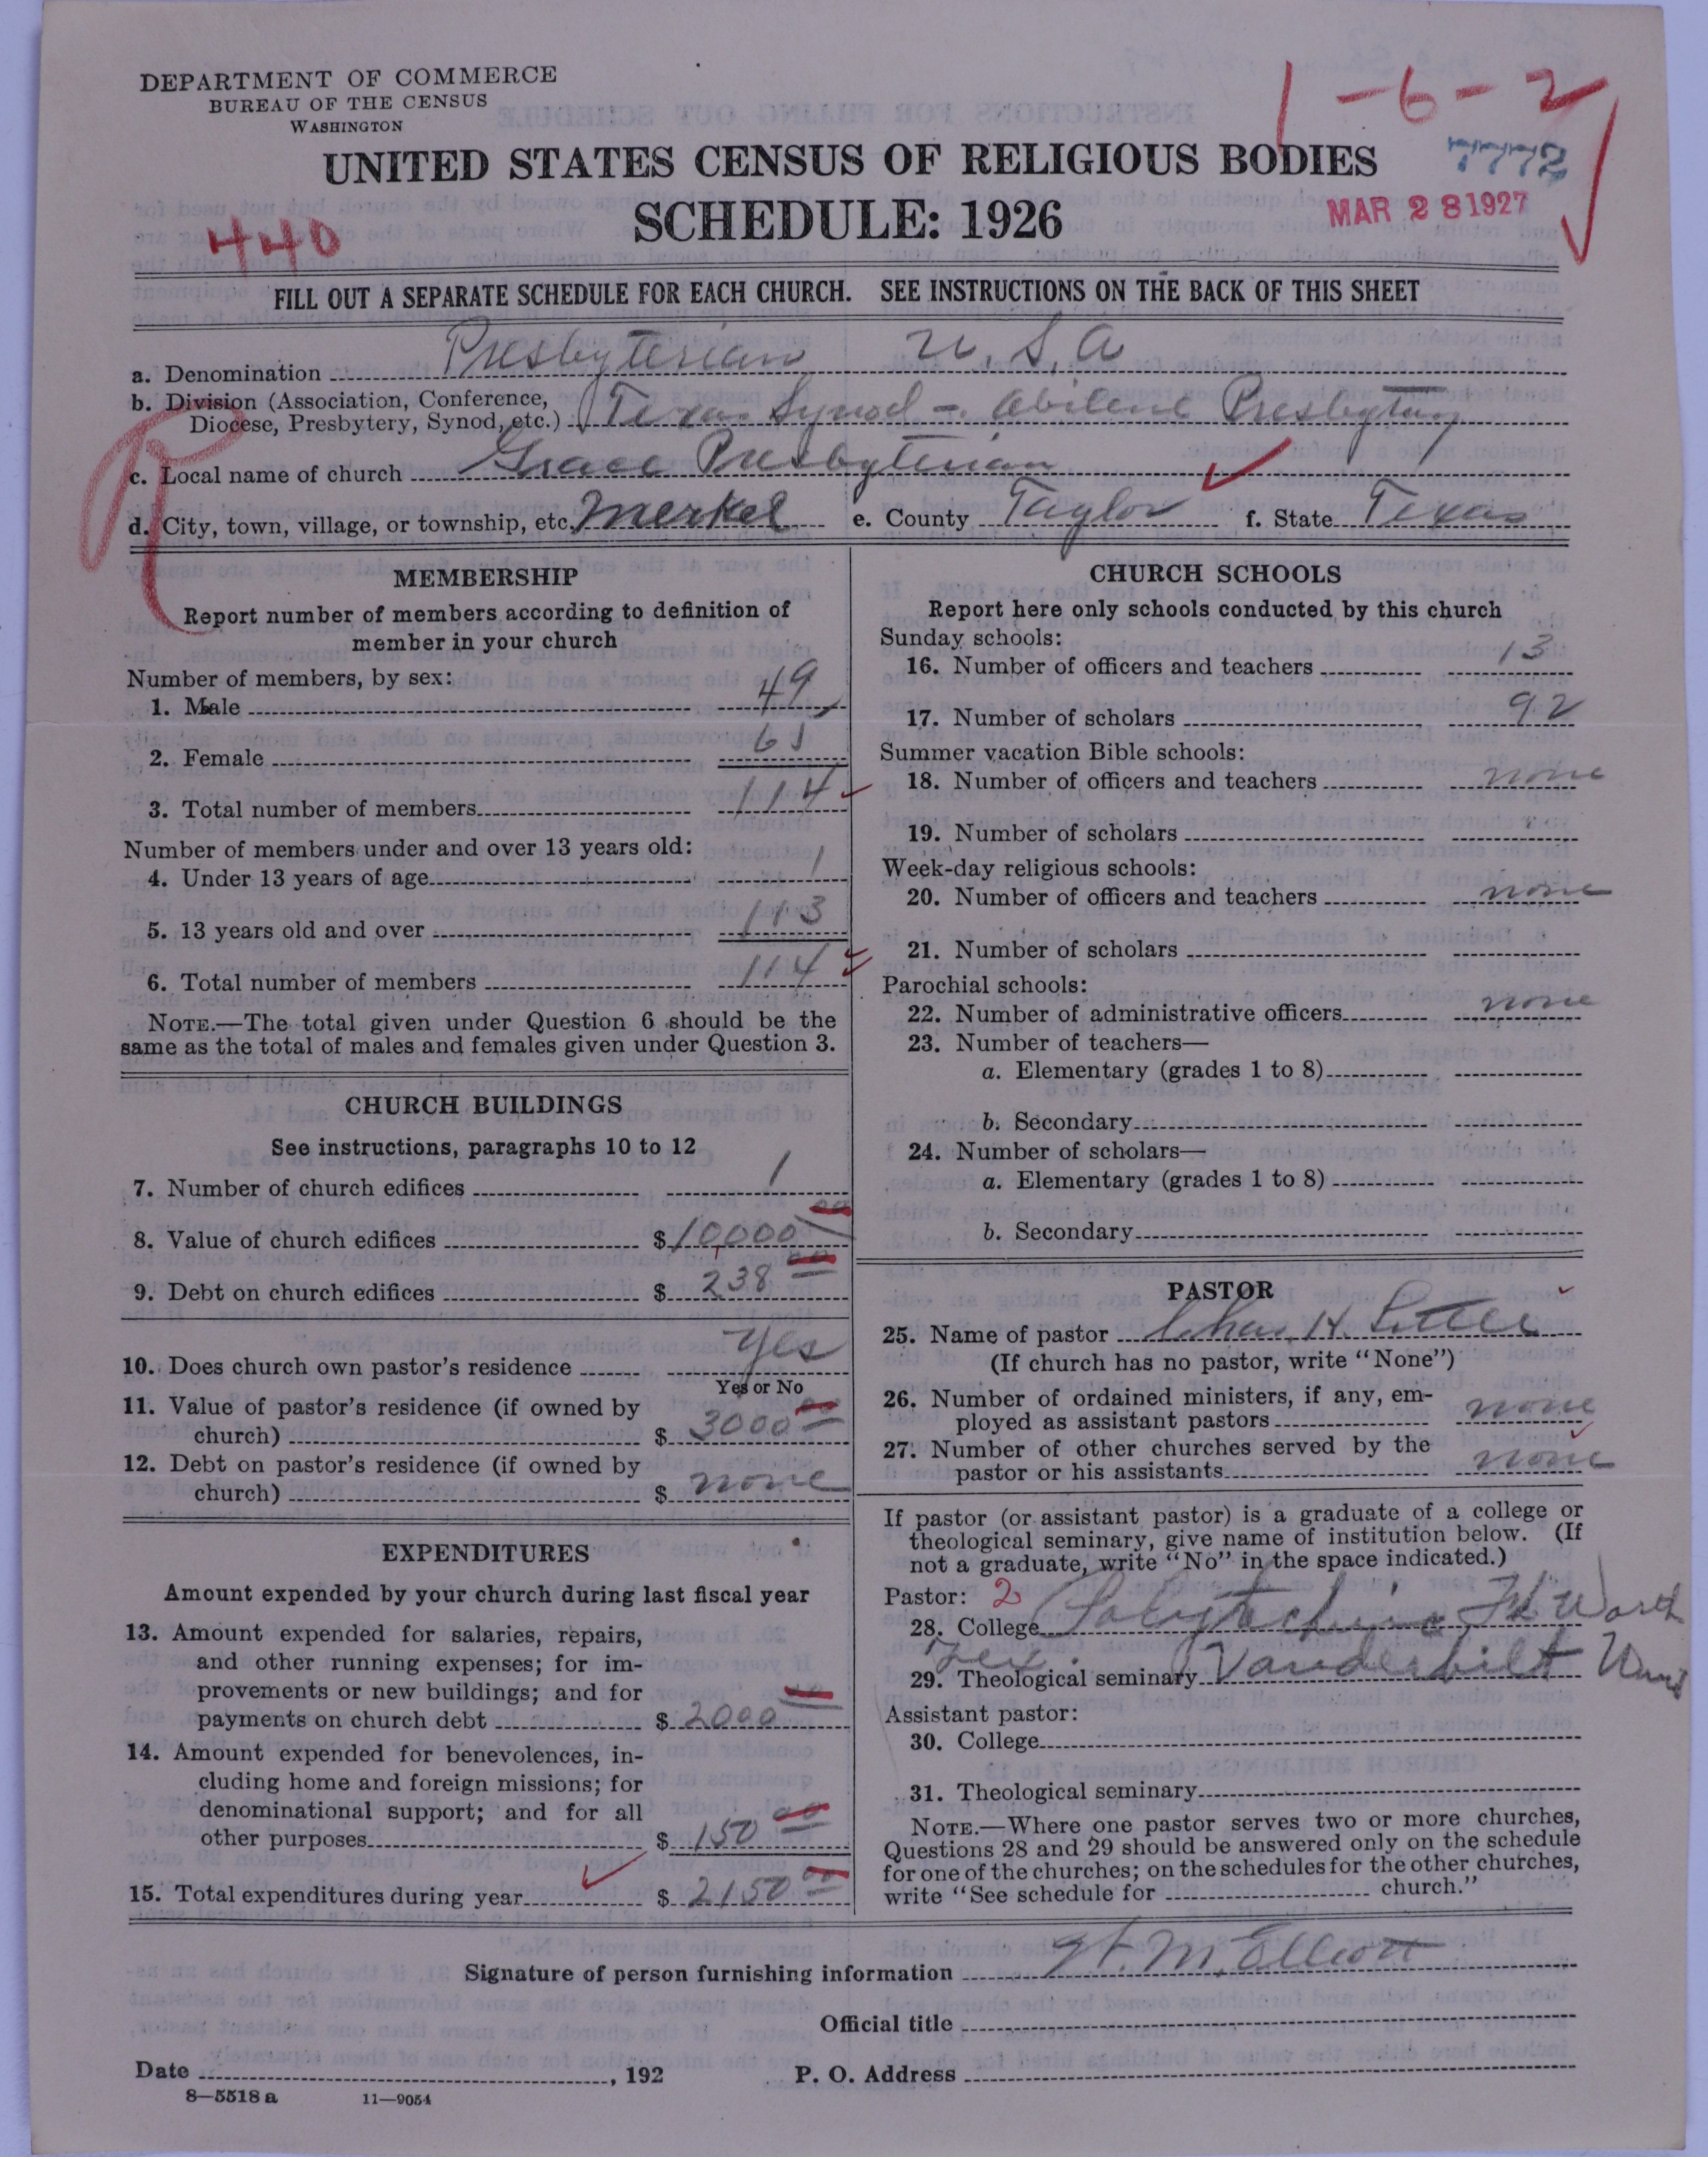 DEPARTMENT OF COMMERCE
BUREAU OF THE CENSUS
WASHINGTON
1-6-2
UNITED STATES CENSUS OF RELIGIOUS BODIES
7772
SCHEDULE: 1926
MAR 28 1927
440
FILL OUT A SEPARATE SCHEDULE FOR EACH CHURCH. SEE INSTRUCTIONS ON THE BACK OF THIS SHEET
a. Denomination Presbyterian U.S.A
b. Division (Association, Conference,
Diocese, Presbytery, Synod, etc.) Texas Synod - Abilene Presbytery
c. Local name of church Grace Presbyterian
d. City, town, village, or township, etc. Merkel e. County Taylor f. State Texas
MEMBERSHIP
Report number of members according to definition of
member in your church
Number of members, by sex:
1. Male 49
2. Female 65
3. Total number of members 114
Number of members under and over 13 years old:
4. Under 13 years of age 1
5. 13 years old and over 113
6. Total number of members 114
NOTE.—The total given under Question 6 should be the
same as the total of males and females given under Question 3.
CHURCH BUILDINGS
See instructions, paragraphs 10 to 12
7. Number of church edifices 1
8. Value of church edifices $10,000 00
9. Debt on church edifices $ 238 00
10. Does church own pastor's residence Yes
Yes or No
11. Value of pastor's residence (if owned by
church) $ 3000 00
12. Debt on pastor's residence (if owned by
church) $ none
EXPENDITURES
Amount expended by your church during last fiscal year
13. Amount expended for salaries, repairs,
and other running expenses; for im-
provements or new buildings; and for
payments on church debt $ 2000
14. Amount expended for benevolences, in-
cluding home and foreign missions; for
denominational support; and for all
other purposes $ 150 00
15. Total expenditures during year $ 2150 00
CHURCH SCHOOLS
Report here only schools conducted by this church
Sunday schools:
16. Number of officers and teachers 13
17. Number of scholars 92
Summer vacation Bible schools:
18. Number of officers and teachers none
19. Number of scholars
Week-day religious schools:
20. Number of officers and teachers none
21. Number of scholars
Parochial schools:
22. Number of administrative officers none
23. Number of teachers—
a. Elementary (grades 1 to 8)
b. Secondary
24. Number of scholars—
a. Elementary (grades 1 to 8)
b. Secondary
PASTOR
25. Name of pastor Chas. H. Little
(If church has no pastor, write "None")
26. Number of ordained ministers, if any, em-
ployed as assistant pastors none
27. Number of other churches served by the
pastor or his assistants none
If pastor (or assistant pastor) is a graduate of a college or
theological seminary, give name of institution below. (If
not a graduate, write "No" in the space indicated.)
Pastor: 2
28. College Ft Worth
Tex.
29. Theological seminary Vanderbilt Univ
Assistant pastor:
30. College
31. Theological seminary
NOTE.—Where one pastor serves two or more churches,
Questions 28 and 29 should be answered only on the schedule
for one of the churches; on the schedules for the other churches,
write "See schedule for church."
Signature of person furnishing information H. M. Elliott
Official title
Date , 192 P. O. Address
8—5518 a 11—9054